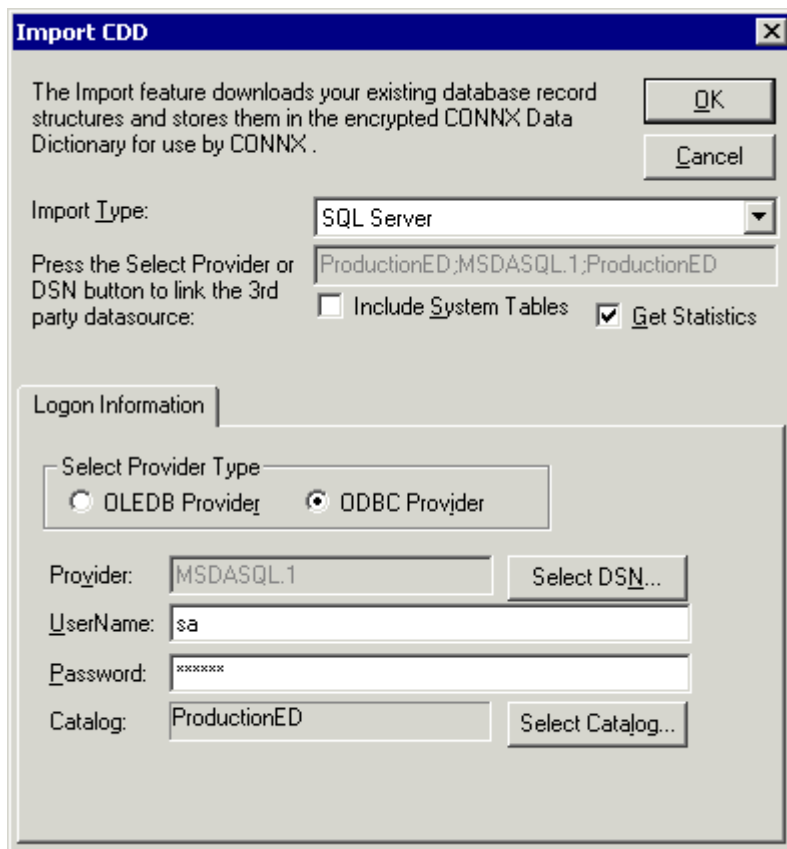 Import CDD
The Import feature downloads your existing database record
structures and stores them in the encrypted CONNX Data
Dictionary for use by CONNX .
OK
Cancel
Import Type:
SQL Server
Press the Select Provider or
DSN button to link the 3rd
party datasource:
ProductionED;MSDASQL.1;ProductionED
Include System Tables
Get Statistics
Logon Information
Select Provider Type
OLEDB Provider
ODBC Provider
Provider:
MSDASQL.1
Select DSN...
UserName:
sa
Password:
******
Catalog:
ProductionED
Select Catalog...